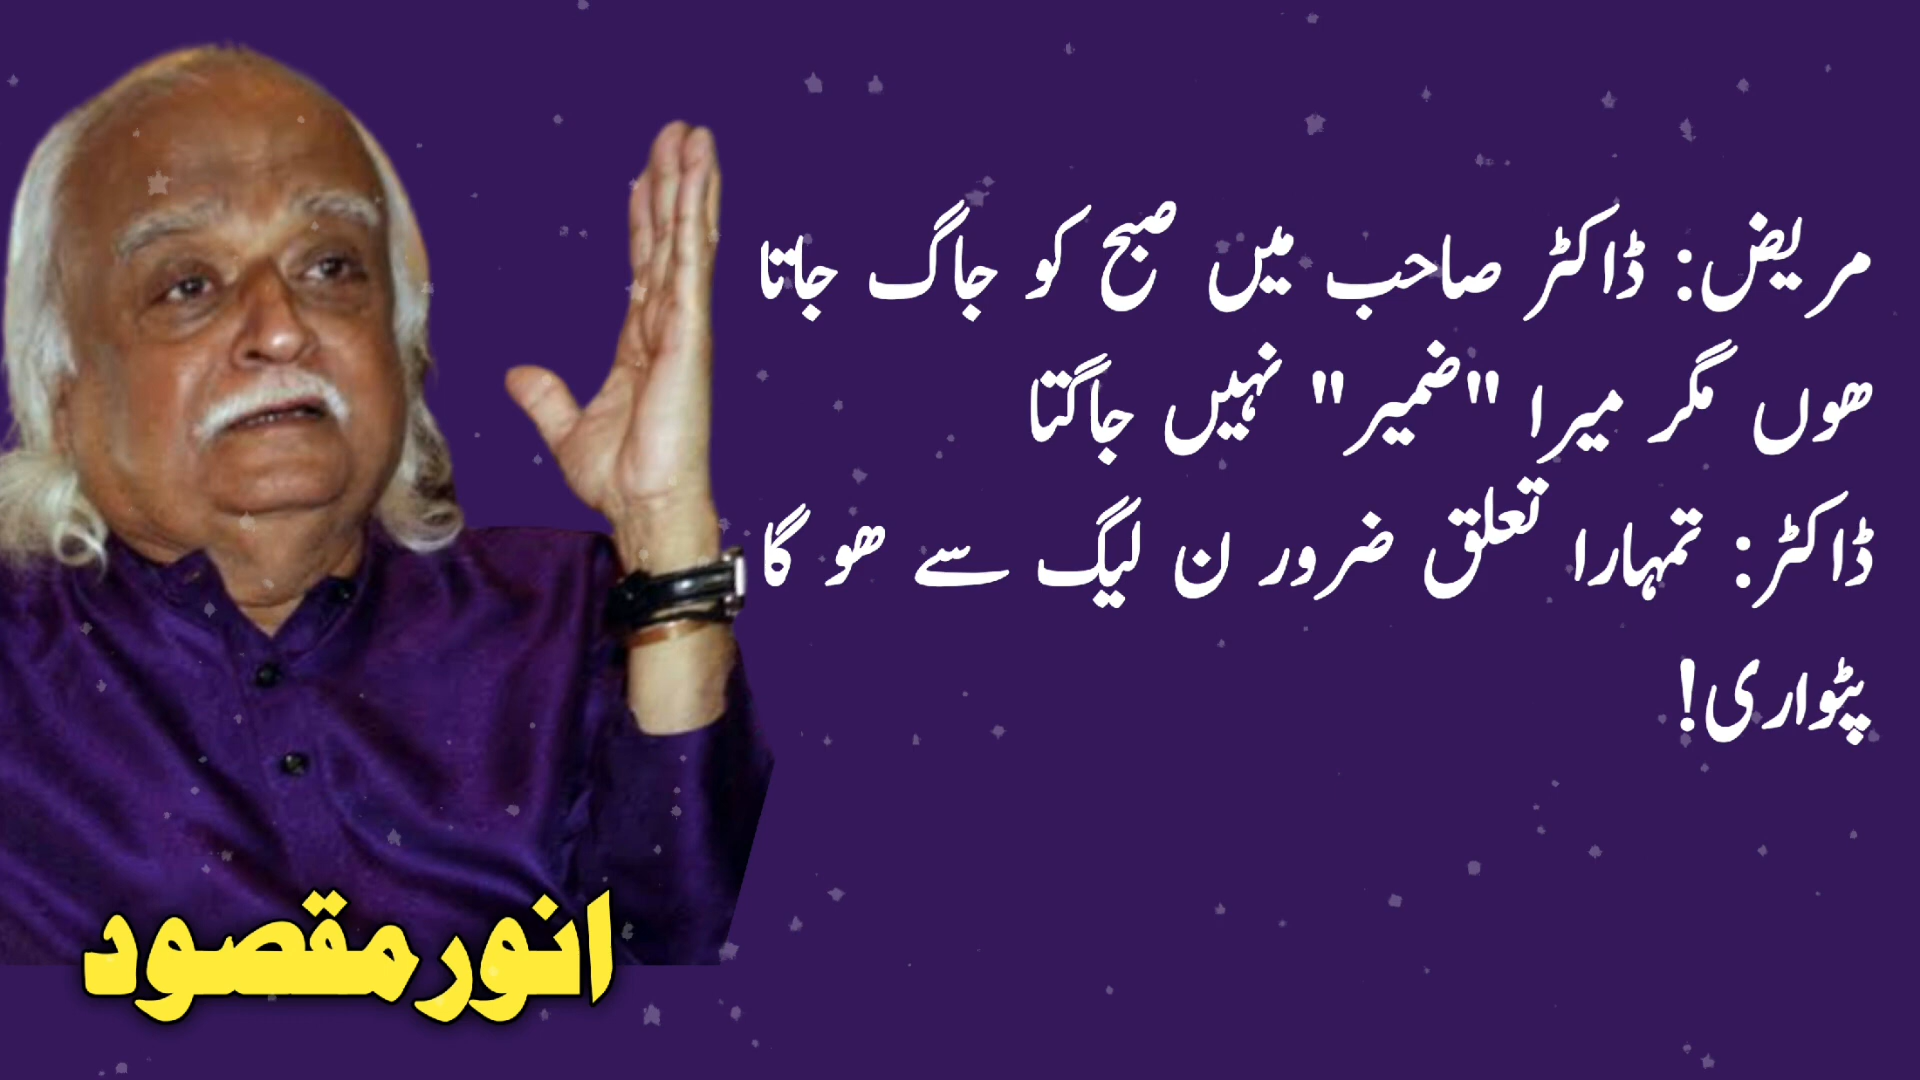 مریض: ڈاکٹر صاحب میں صبح کو جاگ جاتا
ھوں مگر میرا "ضمیر" نہیں جاگتا
ڈاکٹر: تمہارا تعلق ضرور ن لیگ سے ھو گا
پٹواری!
انور مقصود